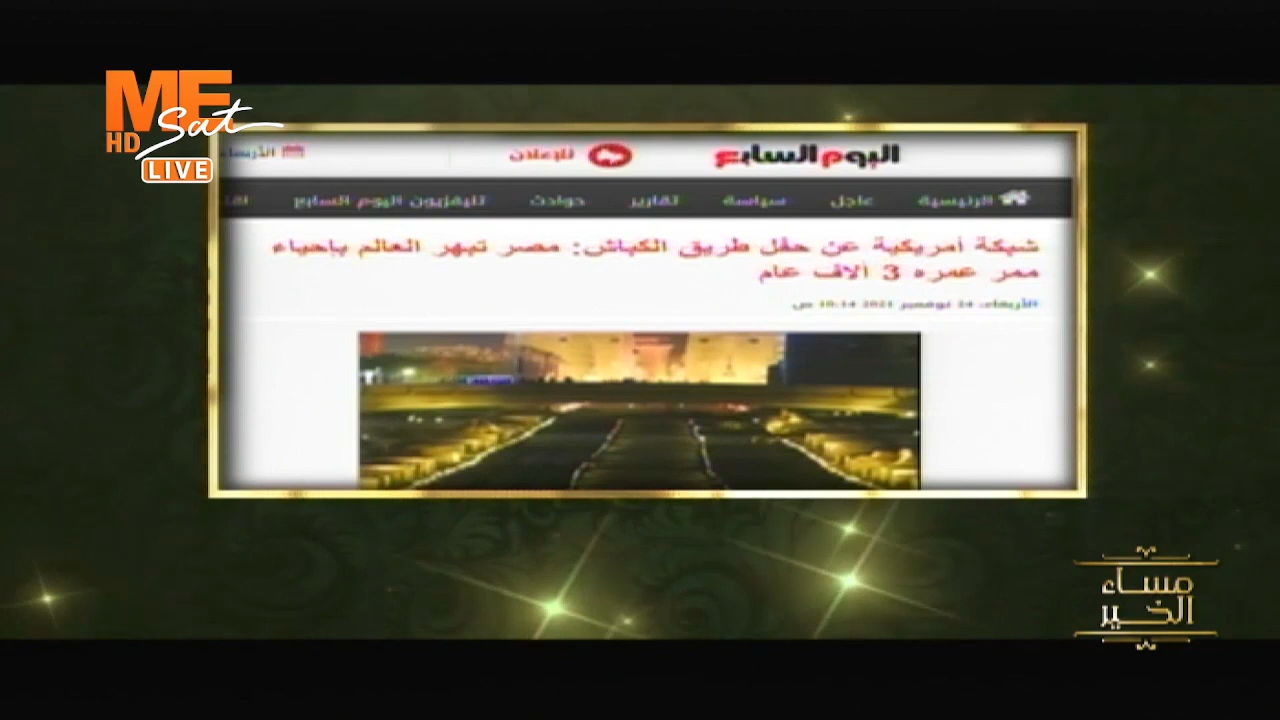 ME
Sat
HD
LIVE
اليوم السابع
للإعلان
الأربعاء
الرئيسية عاجل سياسة تقارير حوادث تليفزيون اليوم السابع
شبكة أمريكية عن حفل طريق الكباش: مصر تبهر العالم بإحياء
ممر عمره 3 آلاف عام
الأربعاء، 24 نوفمبر 2021 10:14 ص
مساء
الخير